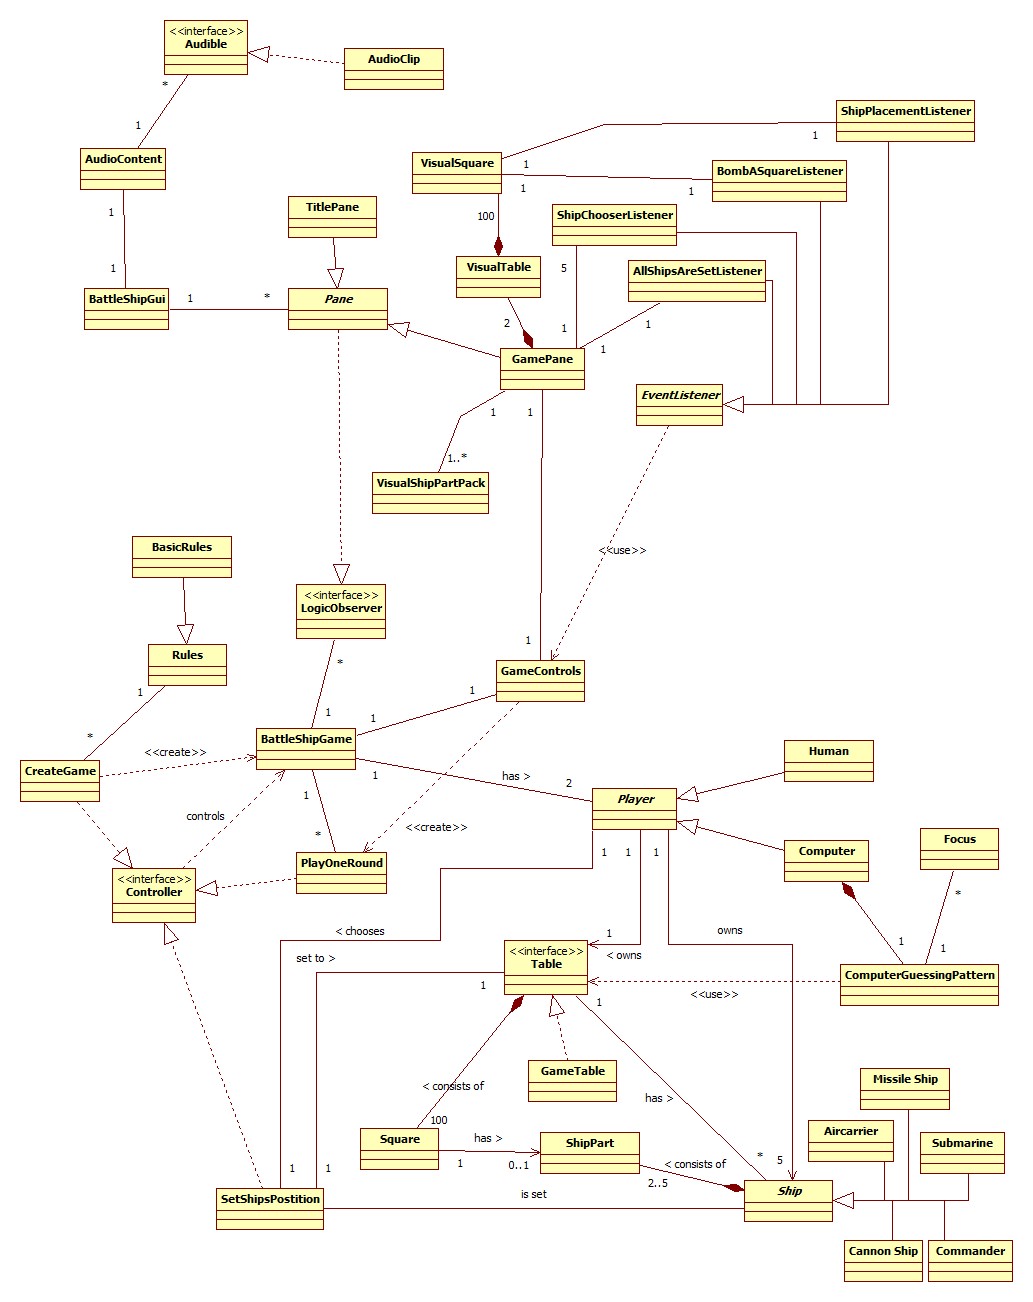 <<interface>>
Audible
AudioClip
*
1
AudioContent
1
1
BattleShipGui
1
*
TitlePane
Pane
VisualSquare
1
1
ShipPlacementListener
1
BombASquareListener
1
100
ShipChooserListener
VisualTable
5
AllShipsAreSetListener
2
1
1
1
GamePane
1
1
EventListener
1..*
VisualShipPartPack
<<use>>
BasicRules
<<interface>>
LogicObserver
Rules
1
*
*
1
1
GameControls
1
1
BattleShipGame
CreateGame
<<create>>
controls
1
1
has >
2
*
<<create>>
Human
Player
1
1
1
Computer
Focus
*
PlayOneRound
<<interface>>
Controller
< chooses
set to >
1
< owns
owns
1
1
ComputerGuessingPattern
<<interface>>
Table
1
1
<<use>>
GameTable
< consists of
100
has >
Missile Ship
Aircarrier
Submarine
Square
has >
1
0..1
ShipPart
< consists of
2..5
*
5
1
1
SetShipsPostition
is set
Ship
Cannon Ship
Commander